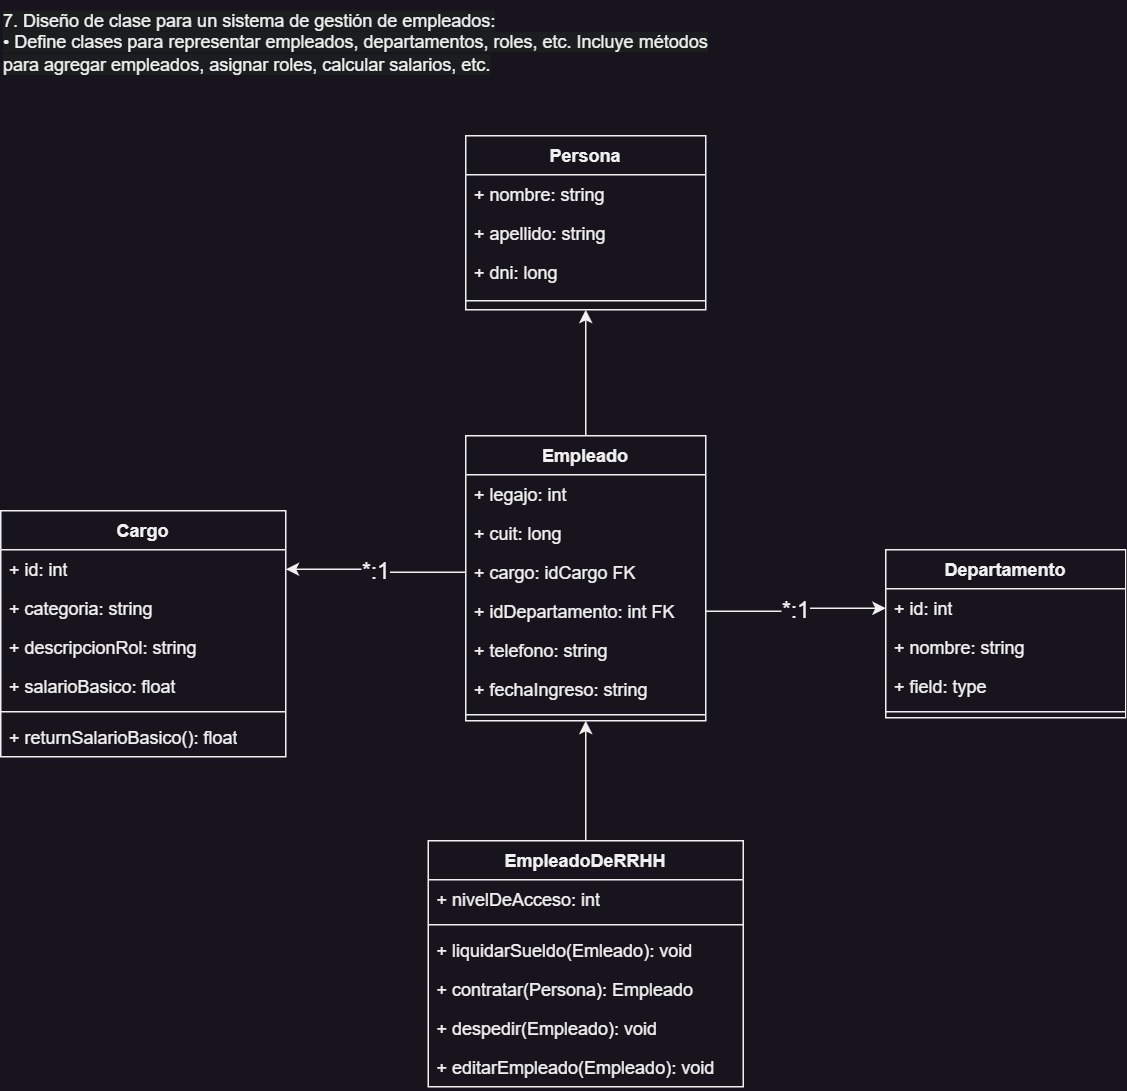 7. Diseño de clase para un sistema de gestión de empleados:
• Define clases para representar empleados, departamentos, roles, etc. Incluye métodos
para agregar empleados, asignar roles, calcular salarios, etc.
Persona
+ nombre: string
+ apellido: string
+ dni: long
Empleado
+ legajo: int
+ cuit: long
+ cargo: idCargo FK
+ idDepartamento: int FK
+ telefono: string
+ fechaIngreso: string
Cargo
+ id: int
+ categoria: string
+ descripcionRol: string
+ salarioBasico: float
+ returnSalarioBasico(): float
*:1
*:1
Departamento
+ id: int
+ nombre: string
+ field: type
EmpleadoDeRRHH
+ nivelDeAcceso: int
+ liquidarSueldo(Emleado): void
+ contratar(Persona): Empleado
+ despedir(Empleado): void
+ editarEmpleado(Empleado): void